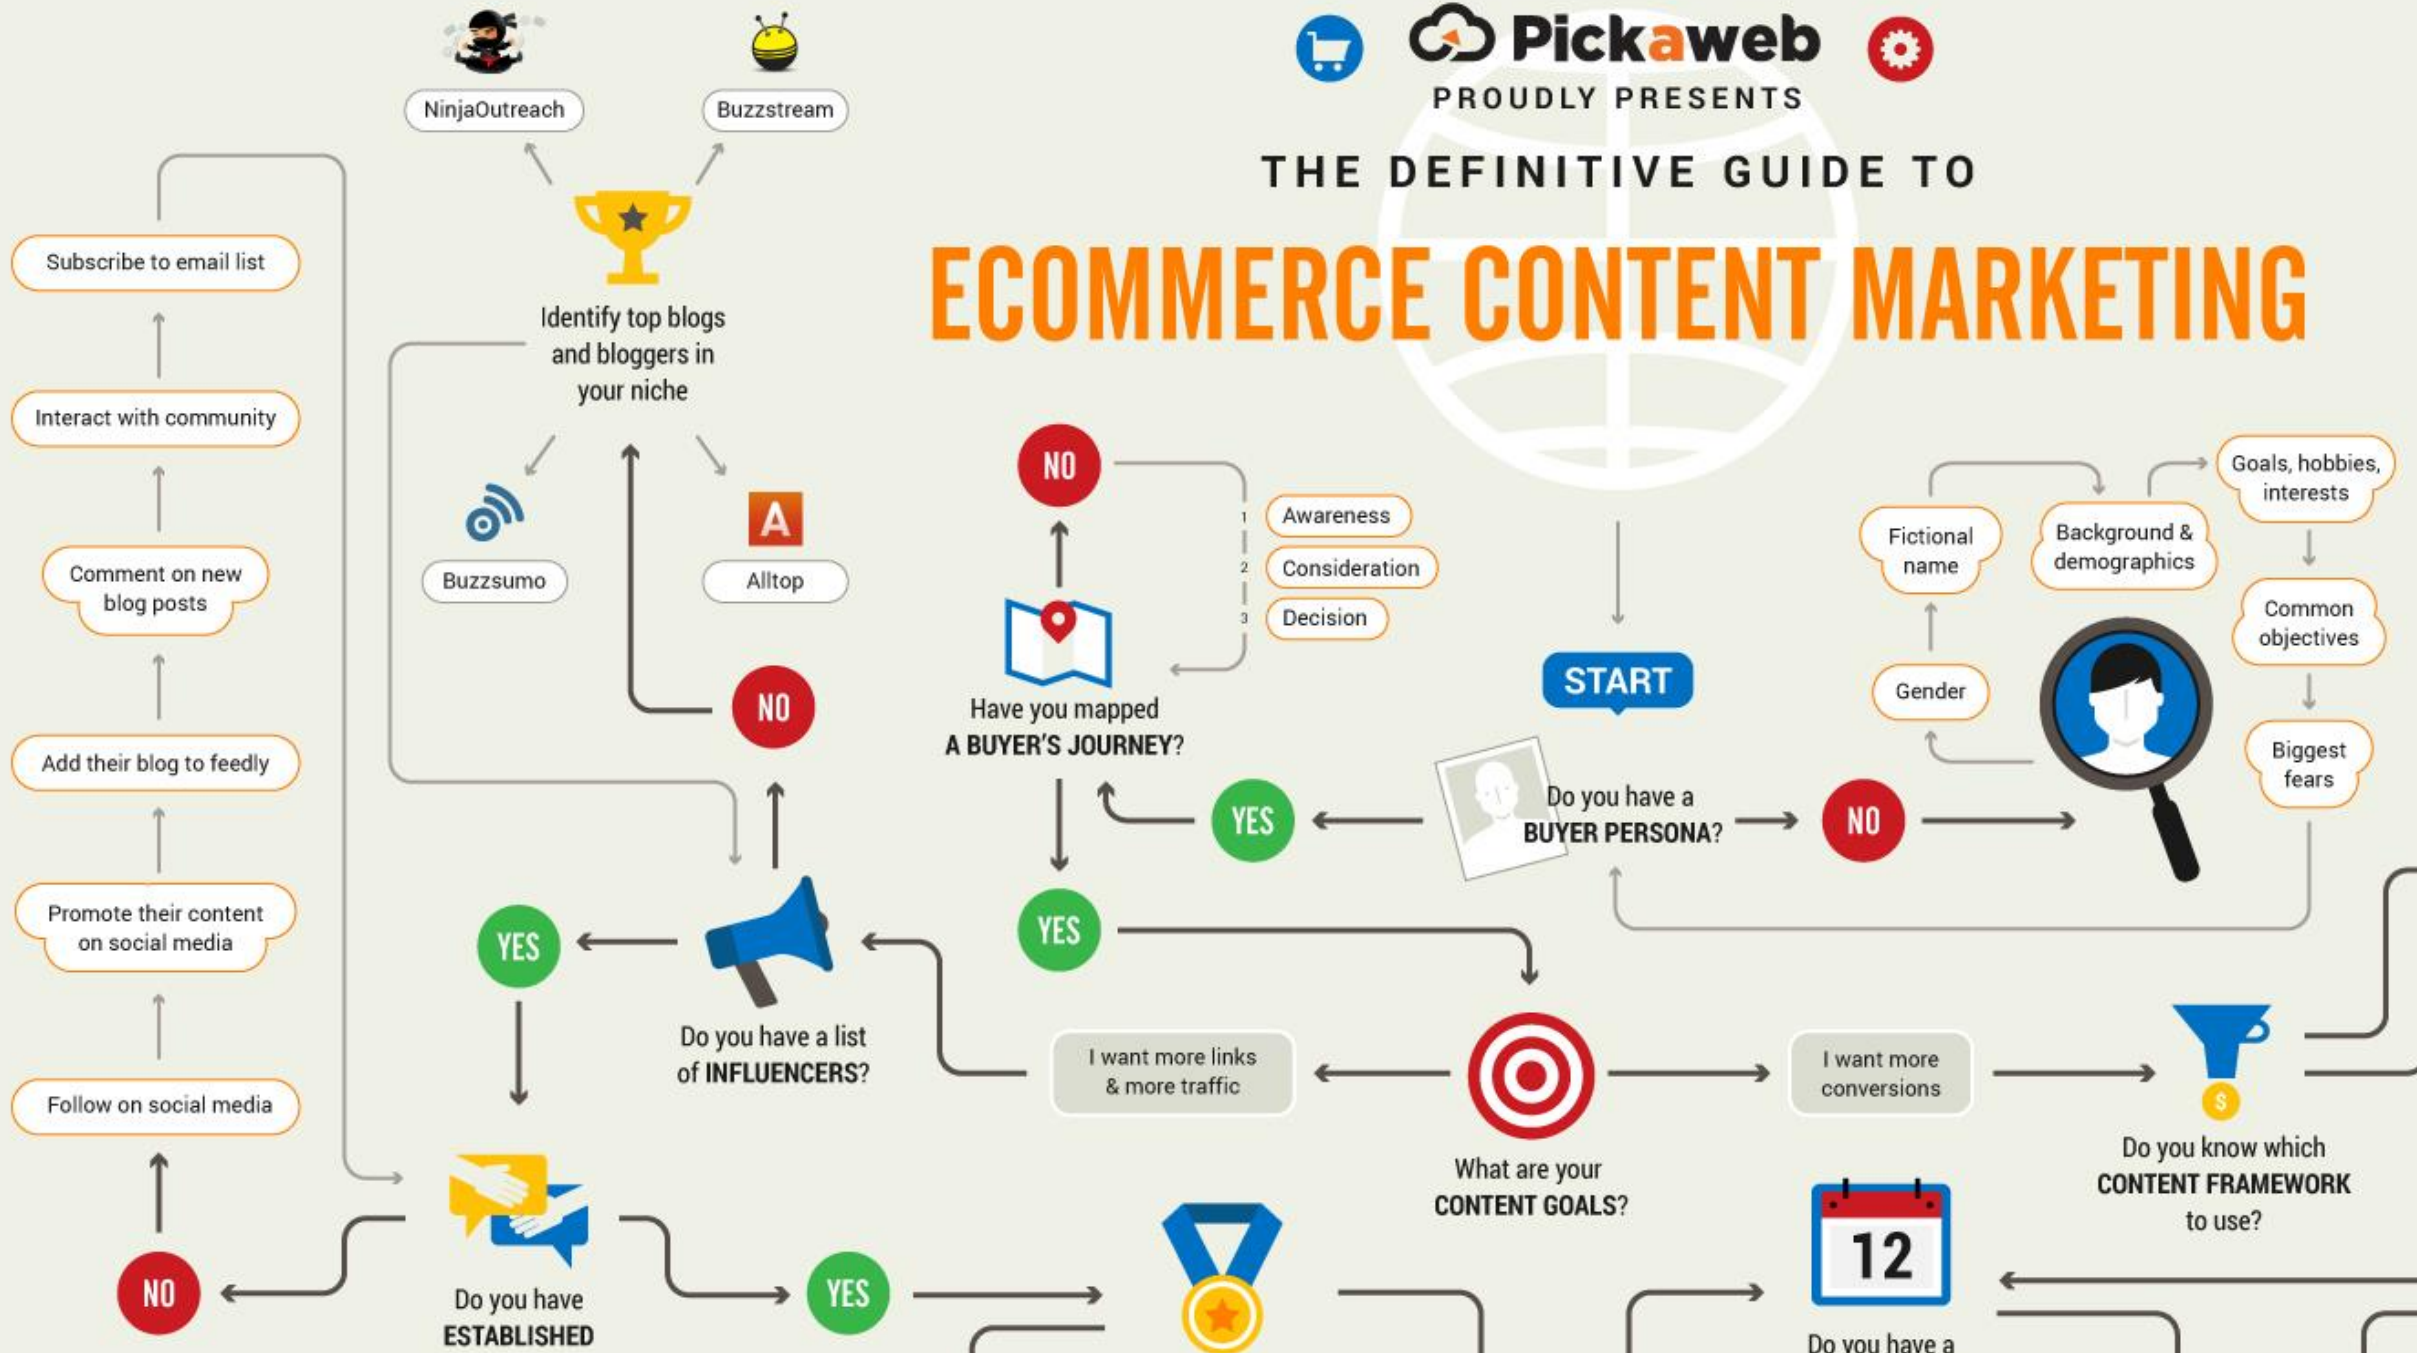 Pickaweb
PROUDLY PRESENTS
THE DEFINITIVE GUIDE TO
ECOMMERCE CONTENT MARKETING
START
Do you have a
BUYER PERSONA?
NO
Gender
Fictional
name
Background &
demographics
Goals, hobbies,
interests
Common
objectives
Biggest
fears
YES
Have you mapped
A BUYER'S JOURNEY?
NO
1
Awareness
2
Consideration
3
Decision
YES
What are your
CONTENT GOALS?
I want more links
& more traffic
I want more
conversions
$
Do you know which
CONTENT FRAMEWORK
to use?
Do you have a list
of INFLUENCERS?
NO
Identify top blogs
and bloggers in
your niche
NinjaOutreach
Buzzstream
Buzzsumo
A
Alltop
YES
Do you have
ESTABLISHED
NO
Follow on social media
Promote their content
on social media
Add their blog to feedly
Comment on new
blog posts
Interact with community
Subscribe to email list
YES
12
Do you have a